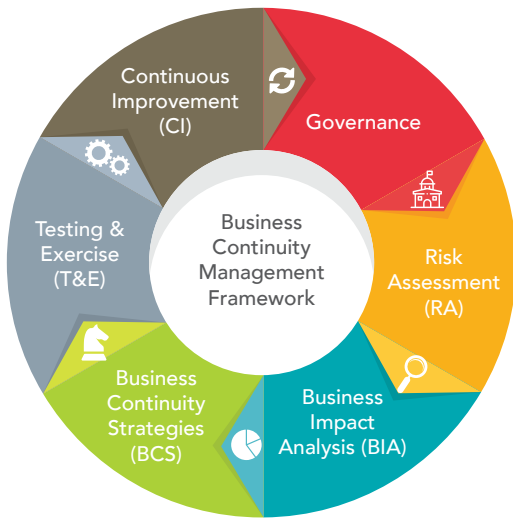 Business
Continuity
Management
Framework
Governance
Risk
Assessment
(RA)
Business
Impact
Analysis (BIA)
Business
Continuity
Strategies
(BCS)
Testing &
Exercise
(T&E)
Continuous
Improvement
(CI)